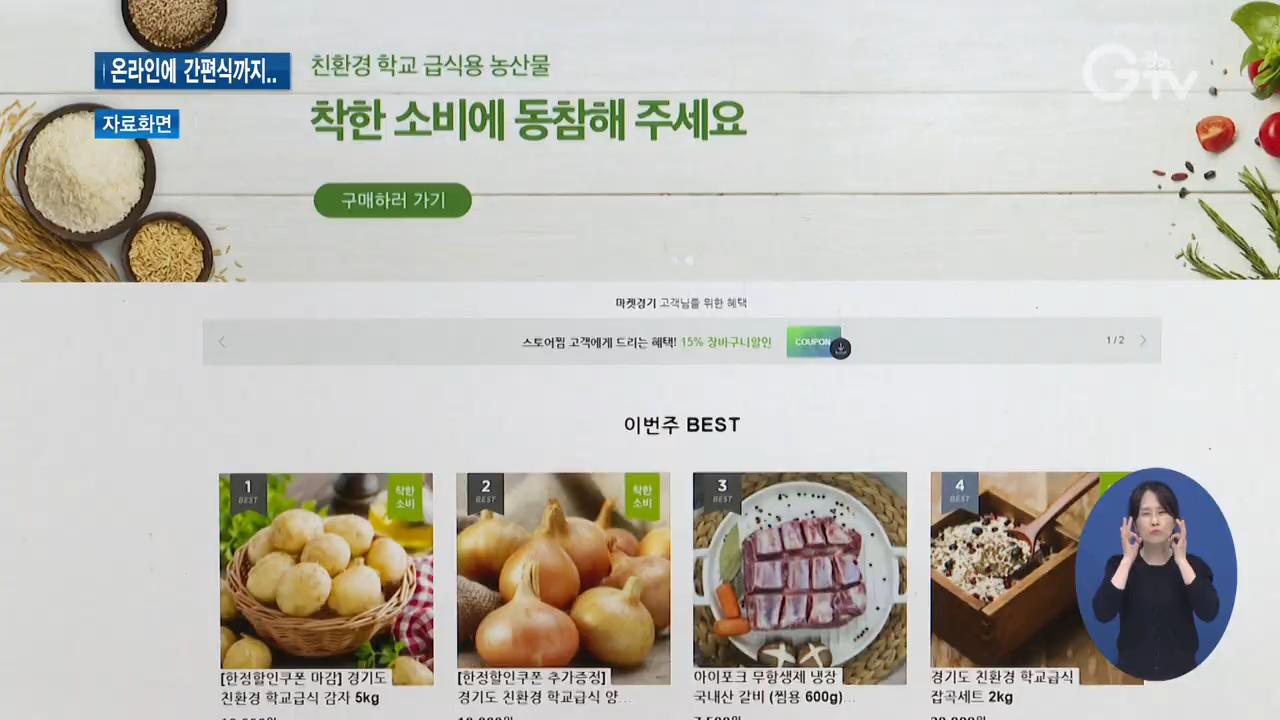 온라인에 간편식까지..
자료화면
경기
GTV
친환경 학교 급식용 농산물
착한 소비에 동참해 주세요
구매하러 가기
마켓경기 고객님를 위한 혜택
스토어찜 고객에게 드리는 혜택! 15% 장바구니할인
COUPON
1 / 2
이번주 BEST
1
BEST
착한
소비
2
BEST
착한
소비
3
BEST
4
BEST
[한정할인쿠폰 마감] 경기도
친환경 학교급식 감자 5kg
[한정할인쿠폰 추가증정]
경기도 친환경 학교급식 양...
아이포크 무항생제 냉장
국내산 갈비 (찜용 600g)...
경기도 친환경 학교급식
잡곡세트 2kg